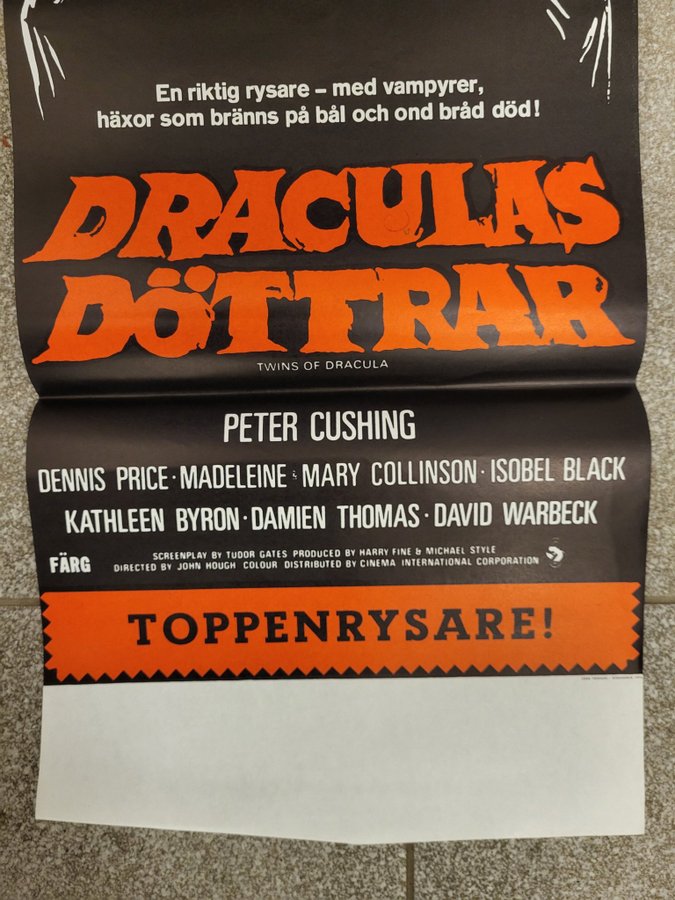 En riktig rysare – med vampyrer,
häxor som bränns på bål och ond bråd död!
DRACULAS
DÖTTRAR
TWINS OF DRACULA
PETER CUSHING
DENNIS PRICE · MADELEINE & MARY COLLINSON · ISOBEL BLACK
KATHLEEN BYRON · DAMIEN THOMAS · DAVID WARBECK
FÄRG
SCREENPLAY BY TUDOR GATES PRODUCED BY HARRY FINE & MICHAEL STYLE
DIRECTED BY JOHN HOUGH COLOUR DISTRIBUTED BY CINEMA INTERNATIONAL CORPORATION
TOPPENRYSARE!